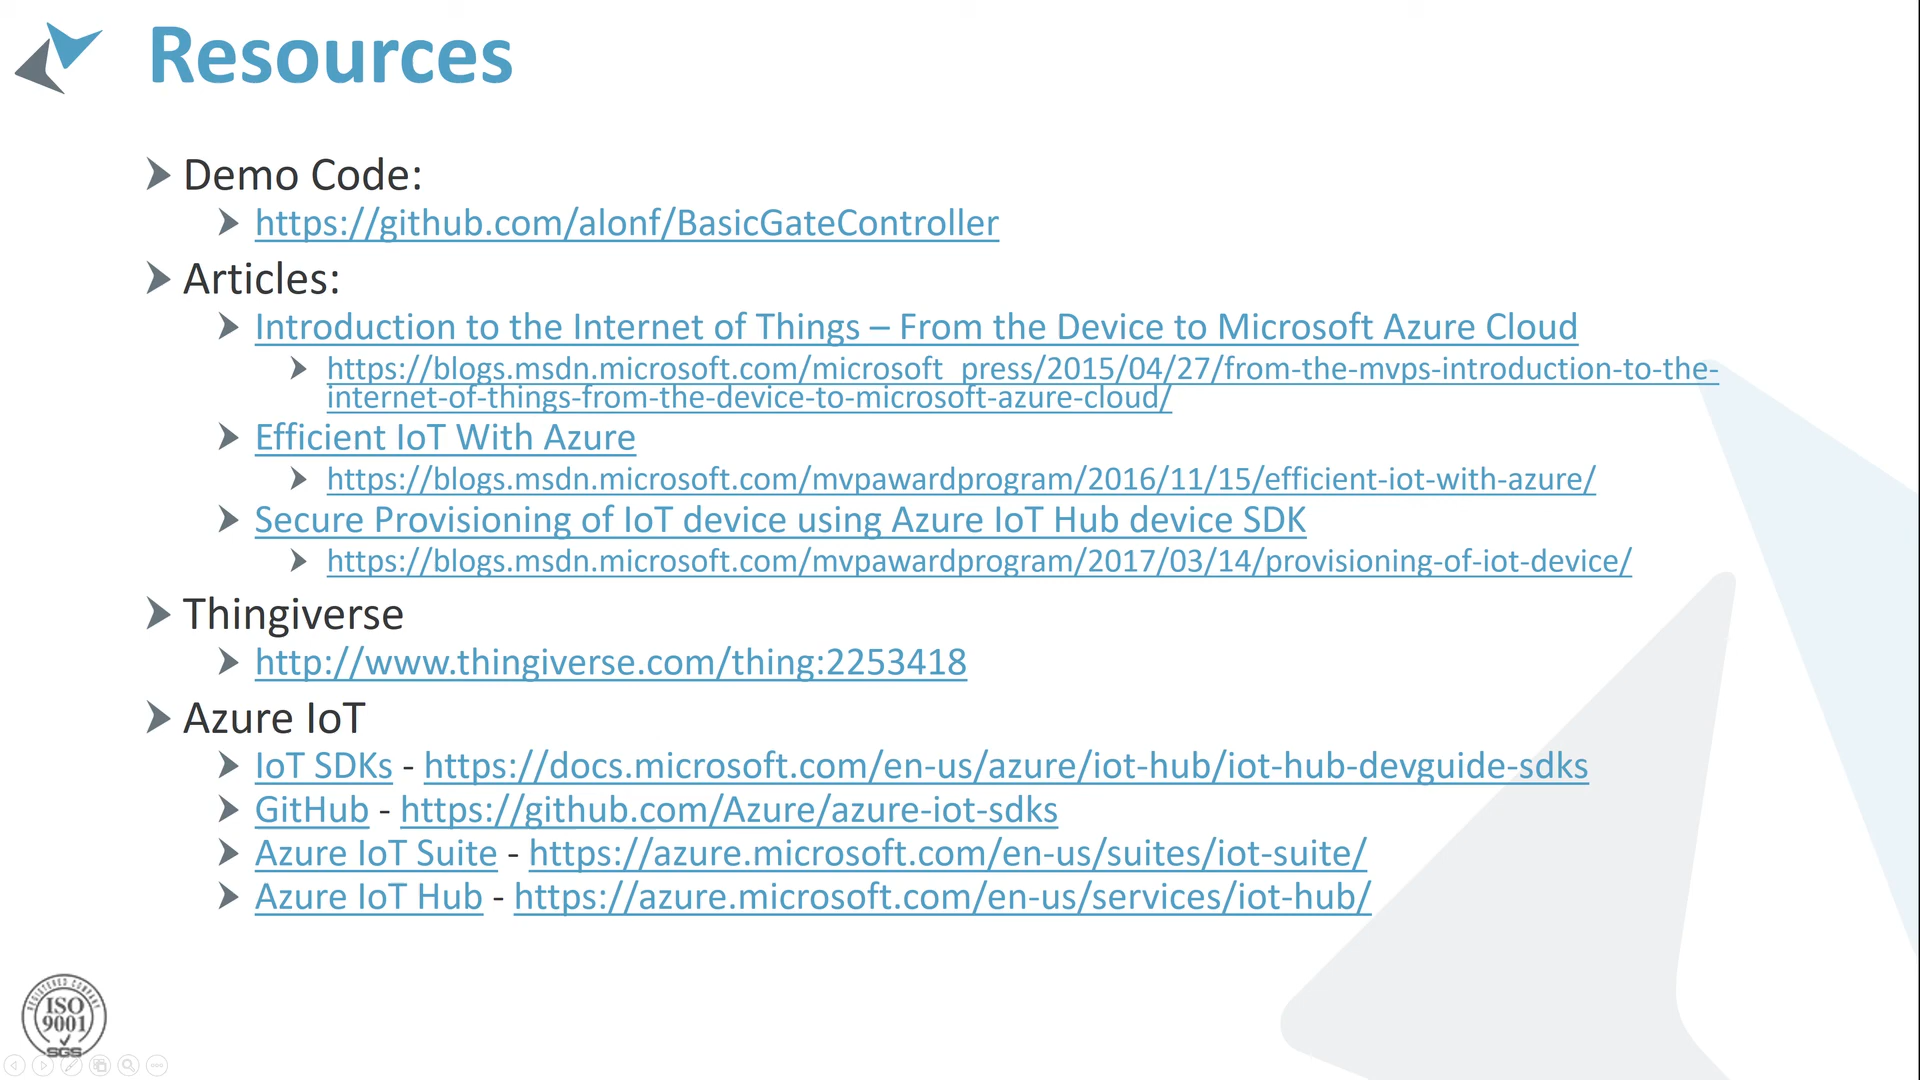 Resources
Demo Code:
https://github.com/alonf/BasicGateController
Articles:
Introduction to the Internet of Things – From the Device to Microsoft Azure Cloud
https://blogs.msdn.microsoft.com/microsoft_press/2015/04/27/from-the-mvps-introduction-to-the-
internet-of-things-from-the-device-to-microsoft-azure-cloud/
Efficient IoT With Azure
https://blogs.msdn.microsoft.com/mvpawardprogram/2016/11/15/efficient-iot-with-azure/
Secure Provisioning of IoT device using Azure IoT Hub device SDK
https://blogs.msdn.microsoft.com/mvpawardprogram/2017/03/14/provisioning-of-iot-device/
Thingiverse
http://www.thingiverse.com/thing:2253418
Azure IoT
IoT SDKs - https://docs.microsoft.com/en-us/azure/iot-hub/iot-hub-devguide-sdks
GitHub - https://github.com/Azure/azure-iot-sdks
Azure IoT Suite - https://azure.microsoft.com/en-us/suites/iot-suite/
Azure IoT Hub - https://azure.microsoft.com/en-us/services/iot-hub/
REGISTERED COMPANY
ISO
9001
SGS